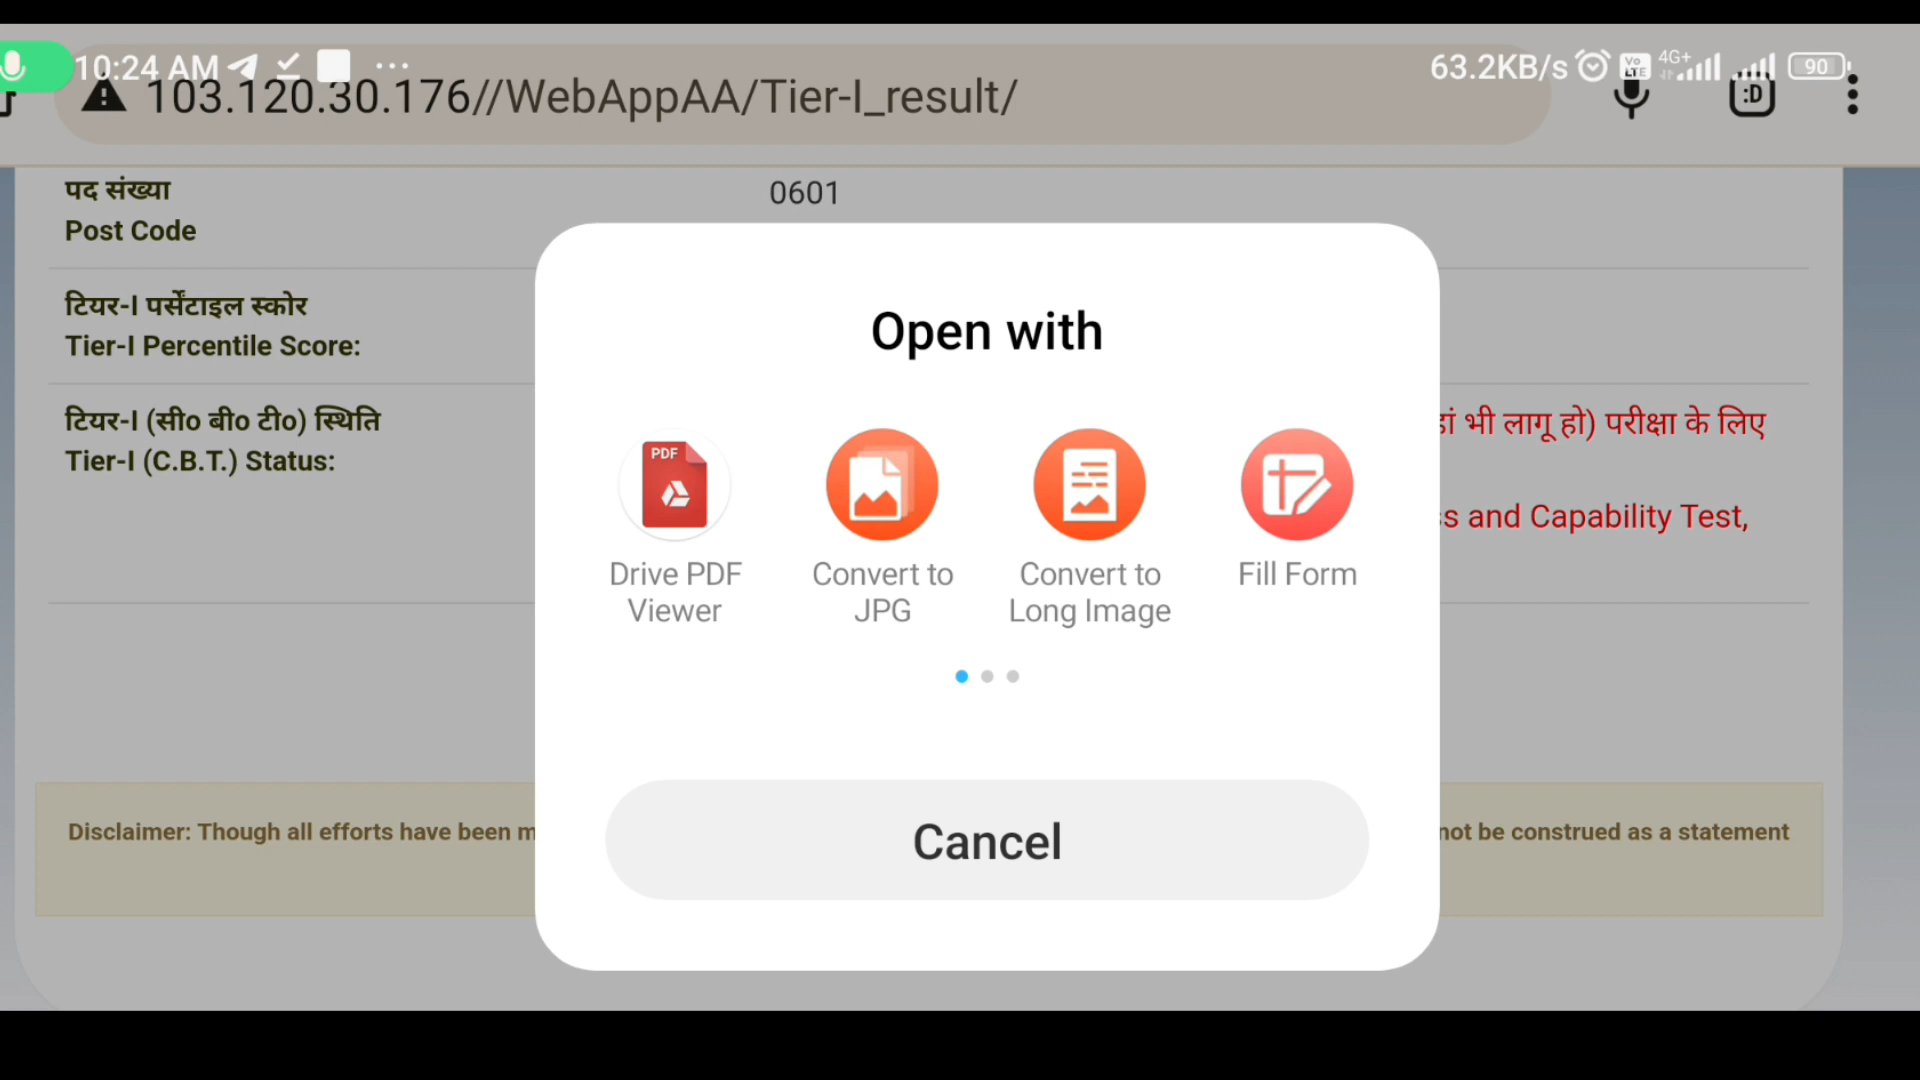 10:24 AM
63.2KB/s
Vo LTE
4G+
90
103.120.30.176//WebAppAA/Tier-I_result/
:D
पद संख्या
0601
Post Code
टियर-I पर्सेंटाइल स्कोर
Tier-I Percentile Score:
टियर-I (सीo बीo टीo) स्थिति
Tier-I (C.B.T.) Status:
भी लागू हो) परीक्षा के लिए
and Capability Test,
Open with
PDF
Drive PDF
Viewer
Convert to
JPG
Convert to
Long Image
Fill Form
Cancel
Disclaimer: Though all efforts have been
not be construed as a statement